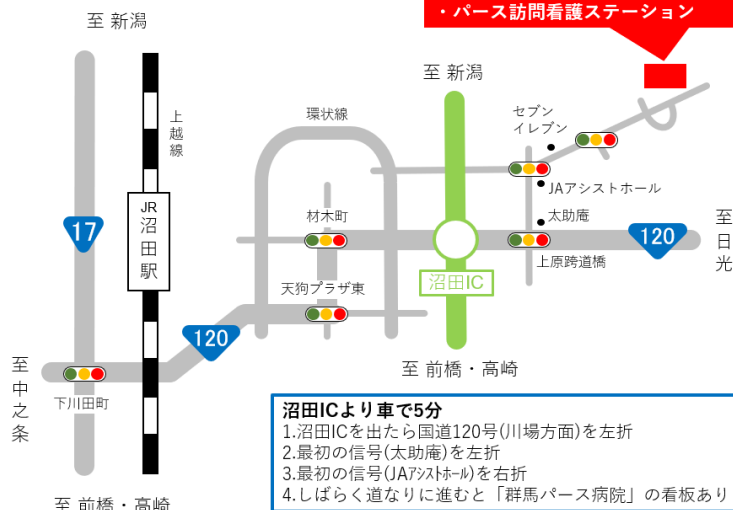 ・パース訪問看護ステーション
至 新潟
至 新潟
上越線
環状線
セブン
イレブン
JAアシストホール
太助庵
上原跨道橋
至日光
120
17
JR
沼田駅
材木町
沼田IC
天狗プラザ東
120
至中之条
下川田町
至 前橋・高崎
至 前橋・高崎
沼田ICより車で5分
1.沼田ICを出たら国道120号(川場方面)を左折
2.最初の信号(太助庵)を左折
3.最初の信号(JAアシストホール)を右折
4.しばらく道なりに進むと「群馬パース病院」の看板あり